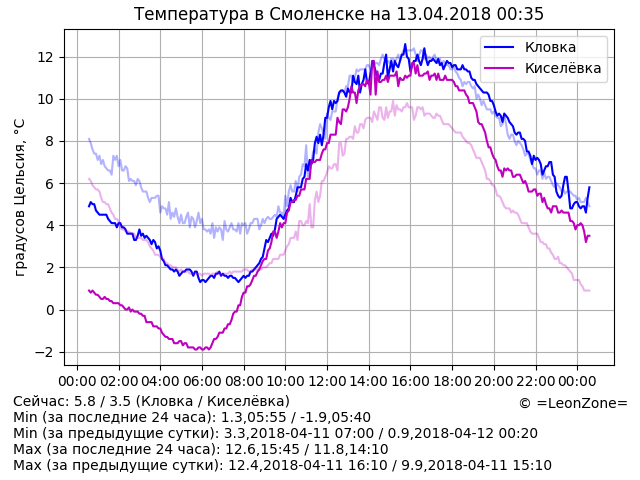 Температура в Смоленске на 13.04.2018 00:35
градусов Цельсия, °C
12
10
8
6
4
2
0
−2
Кловка
Киселёвка
00:00 02:00 04:00 06:00 08:00 10:00 12:00 14:00 16:00 18:00 20:00 22:00 00:00
Сейчас: 5.8 / 3.5 (Кловка / Киселёвка)
© =LeonZone=
Min (за последние 24 часа): 1.3,05:55 / -1.9,05:40
Min (за предыдущие сутки): 3.3,2018-04-11 07:00 / 0.9,2018-04-12 00:20
Max (за последние 24 часа): 12.6,15:45 / 11.8,14:10
Max (за предыдущие сутки): 12.4,2018-04-11 16:10 / 9.9,2018-04-11 15:10